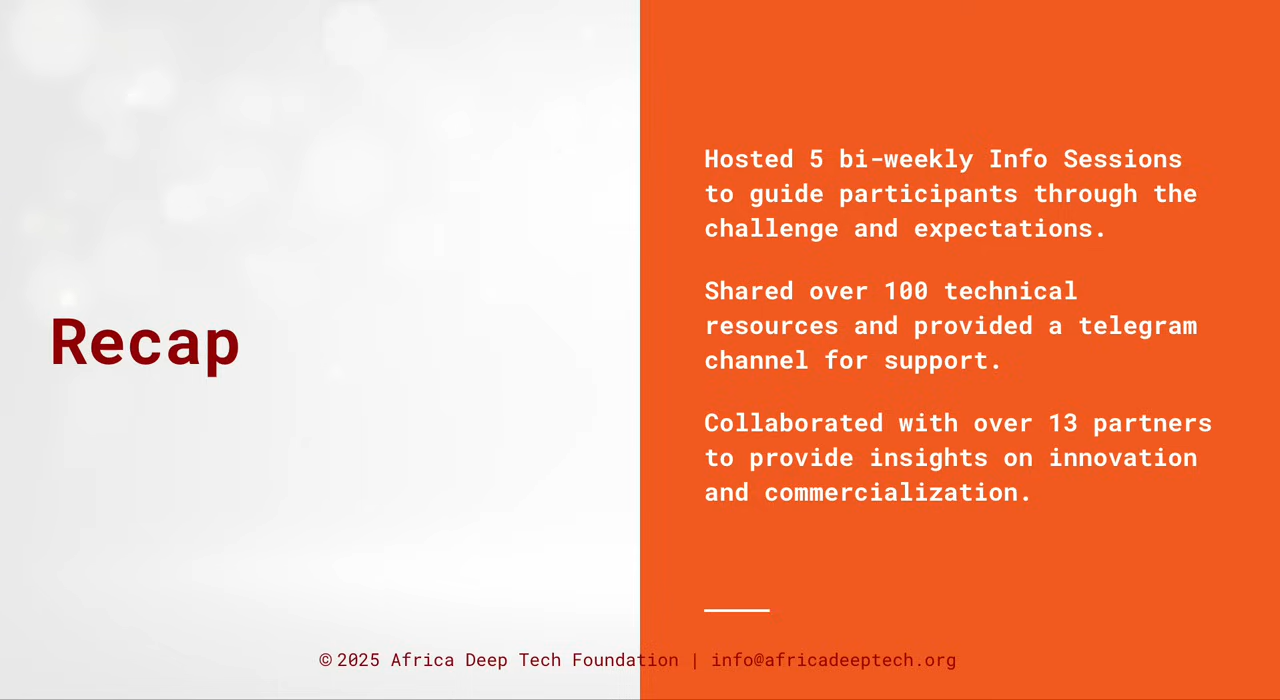 Recap
Hosted 5 bi-weekly Info Sessions
to guide participants through the
challenge and expectations.
Shared over 100 technical
resources and provided a telegram
channel for support.
Collaborated with over 13 partners
to provide insights on innovation
and commercialization.
© 2025 Africa Deep Tech Foundation | info@africadeeptech.org